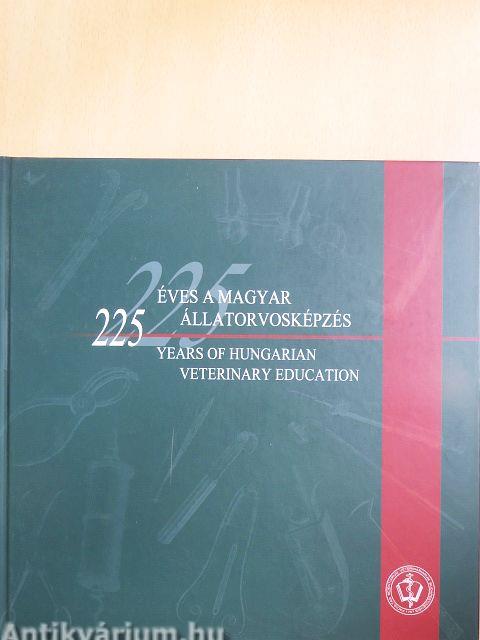 225
ÉVES A MAGYAR
ÁLLATORVOSKÉPZÉS
225
YEARS OF HUNGARIAN
VETERINARY EDUCATION
Antikvárium.hu